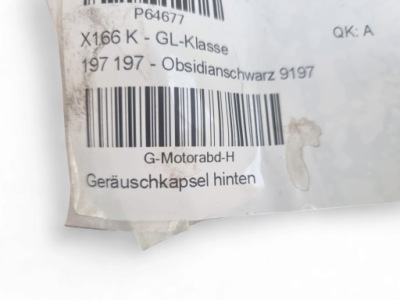 P64677
X166 K - GL-Klasse
QK: A
197 197 - Obsidianschwarz 9197
G-Motorabd-H
Geräuschkapsel hinten